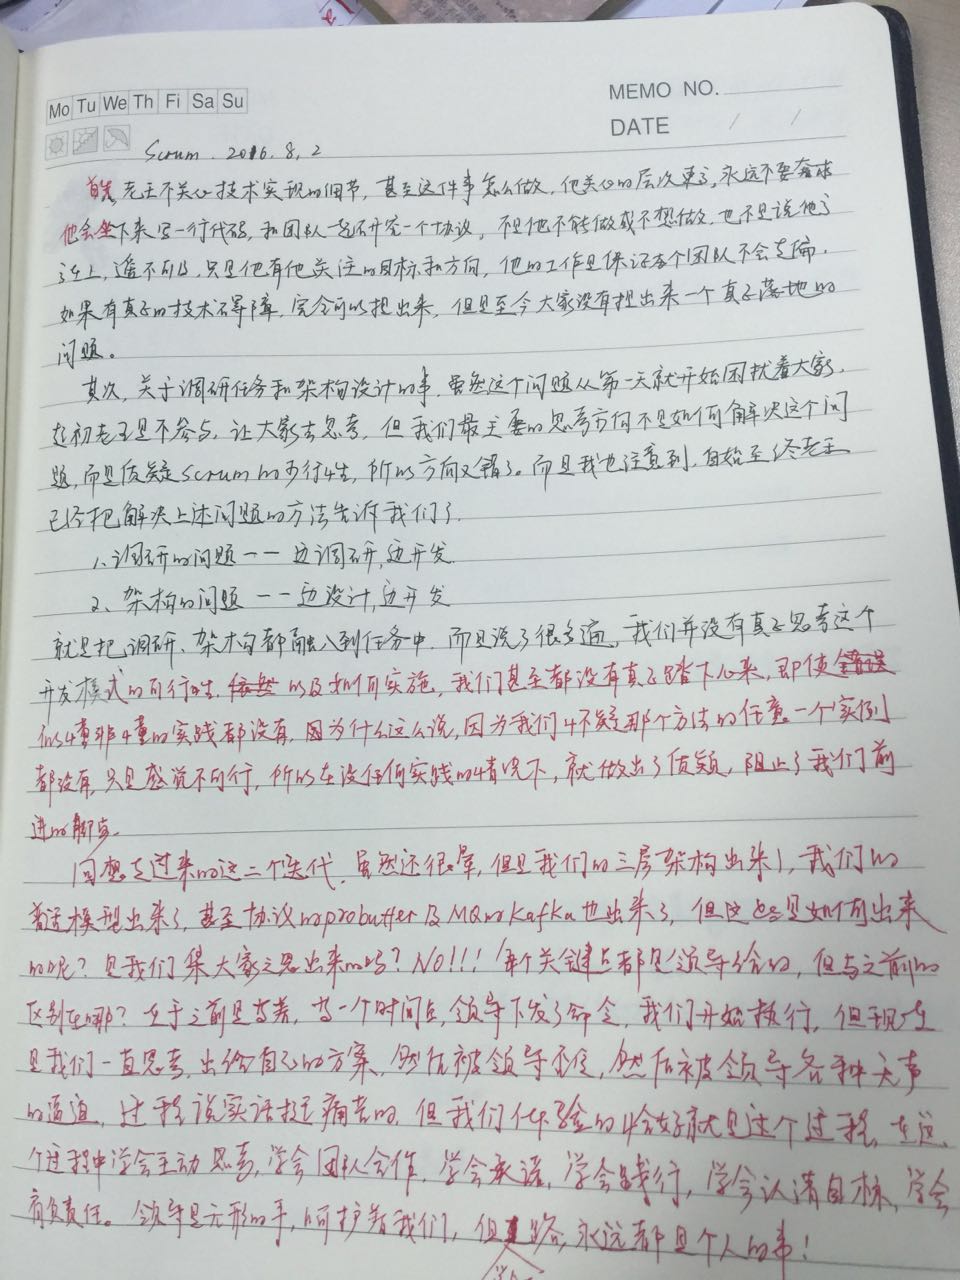 Mo Tu We Th Fi Sa Su
MEMO NO.
DATE / /
Scrum. 2016.8.2
首先老王不关心技术实现的细节，甚至这件事怎么做，他关心的层次更高，永远不要奢求
他会坐下来写一行代码，和团队一起研究一个协议，不是他不能做或不想做，也不是说他高
高在上，遥不可及，只是他有他关注的目标和方向，他的工作是保证各个团队不会走偏，
如果有真正的技术障碍，完全可以提出来，但是至今大家没有提出来一个真正落地的
问题。
其次，关于调研任务和架构设计的事，虽然这个问题从第一天就开始困扰着大家，
起初老王是不参与，让大家去思考，但我们最主要的思考方向不是如何解决这个问
题，而是质疑Scrum的可行性，所以方向又错了。而且我也注意到，自始至终老王
已经把解决上述问题的方法告诉我们了
1、调研的问题——边调研，边开发
2、架构的问题——边设计，边开发
就是把调研、架构都融入到任务中，而且说了很多遍，我们并没有真正思考这个
开发模式的可行性，以及如何实施，我们甚至都没有真正踏下心来，即使
似懂非懂的实践都没有，因为什么这么说，因为我们怀疑那个方法的任意一个实例
都没有，只是感觉不可行，所以在没任何实践的情况下，就做出了质疑，阻止了我们前
进的脚步。
回想走过来的这二个迭代，虽然还很晕，但是我们的三层架构出来了，我们的
模型出来了，甚至协议的probuffer及MQ的Kafka也出来了，但这些是如何出来
的呢？是我们集大家之思出来的吗？NO!!! 每个关键点都是领导给的，但与之前的
区别在哪？在于之前是等着，等一个时间点，领导下发了命令，我们开始执行，但现在
是我们一直思考，出给自己的方案，然后被领导否定，然后被领导各种
的逼迫，过程说实话挺痛苦的，但我们体验的恰好就是这个过程，在这
个过程中学会主动思考，学会团队合作，学会承诺，学会践行，学会认清目标，学会
肩负责任。领导是无形的手，呵护着我们，但路，永远都是个人的事！